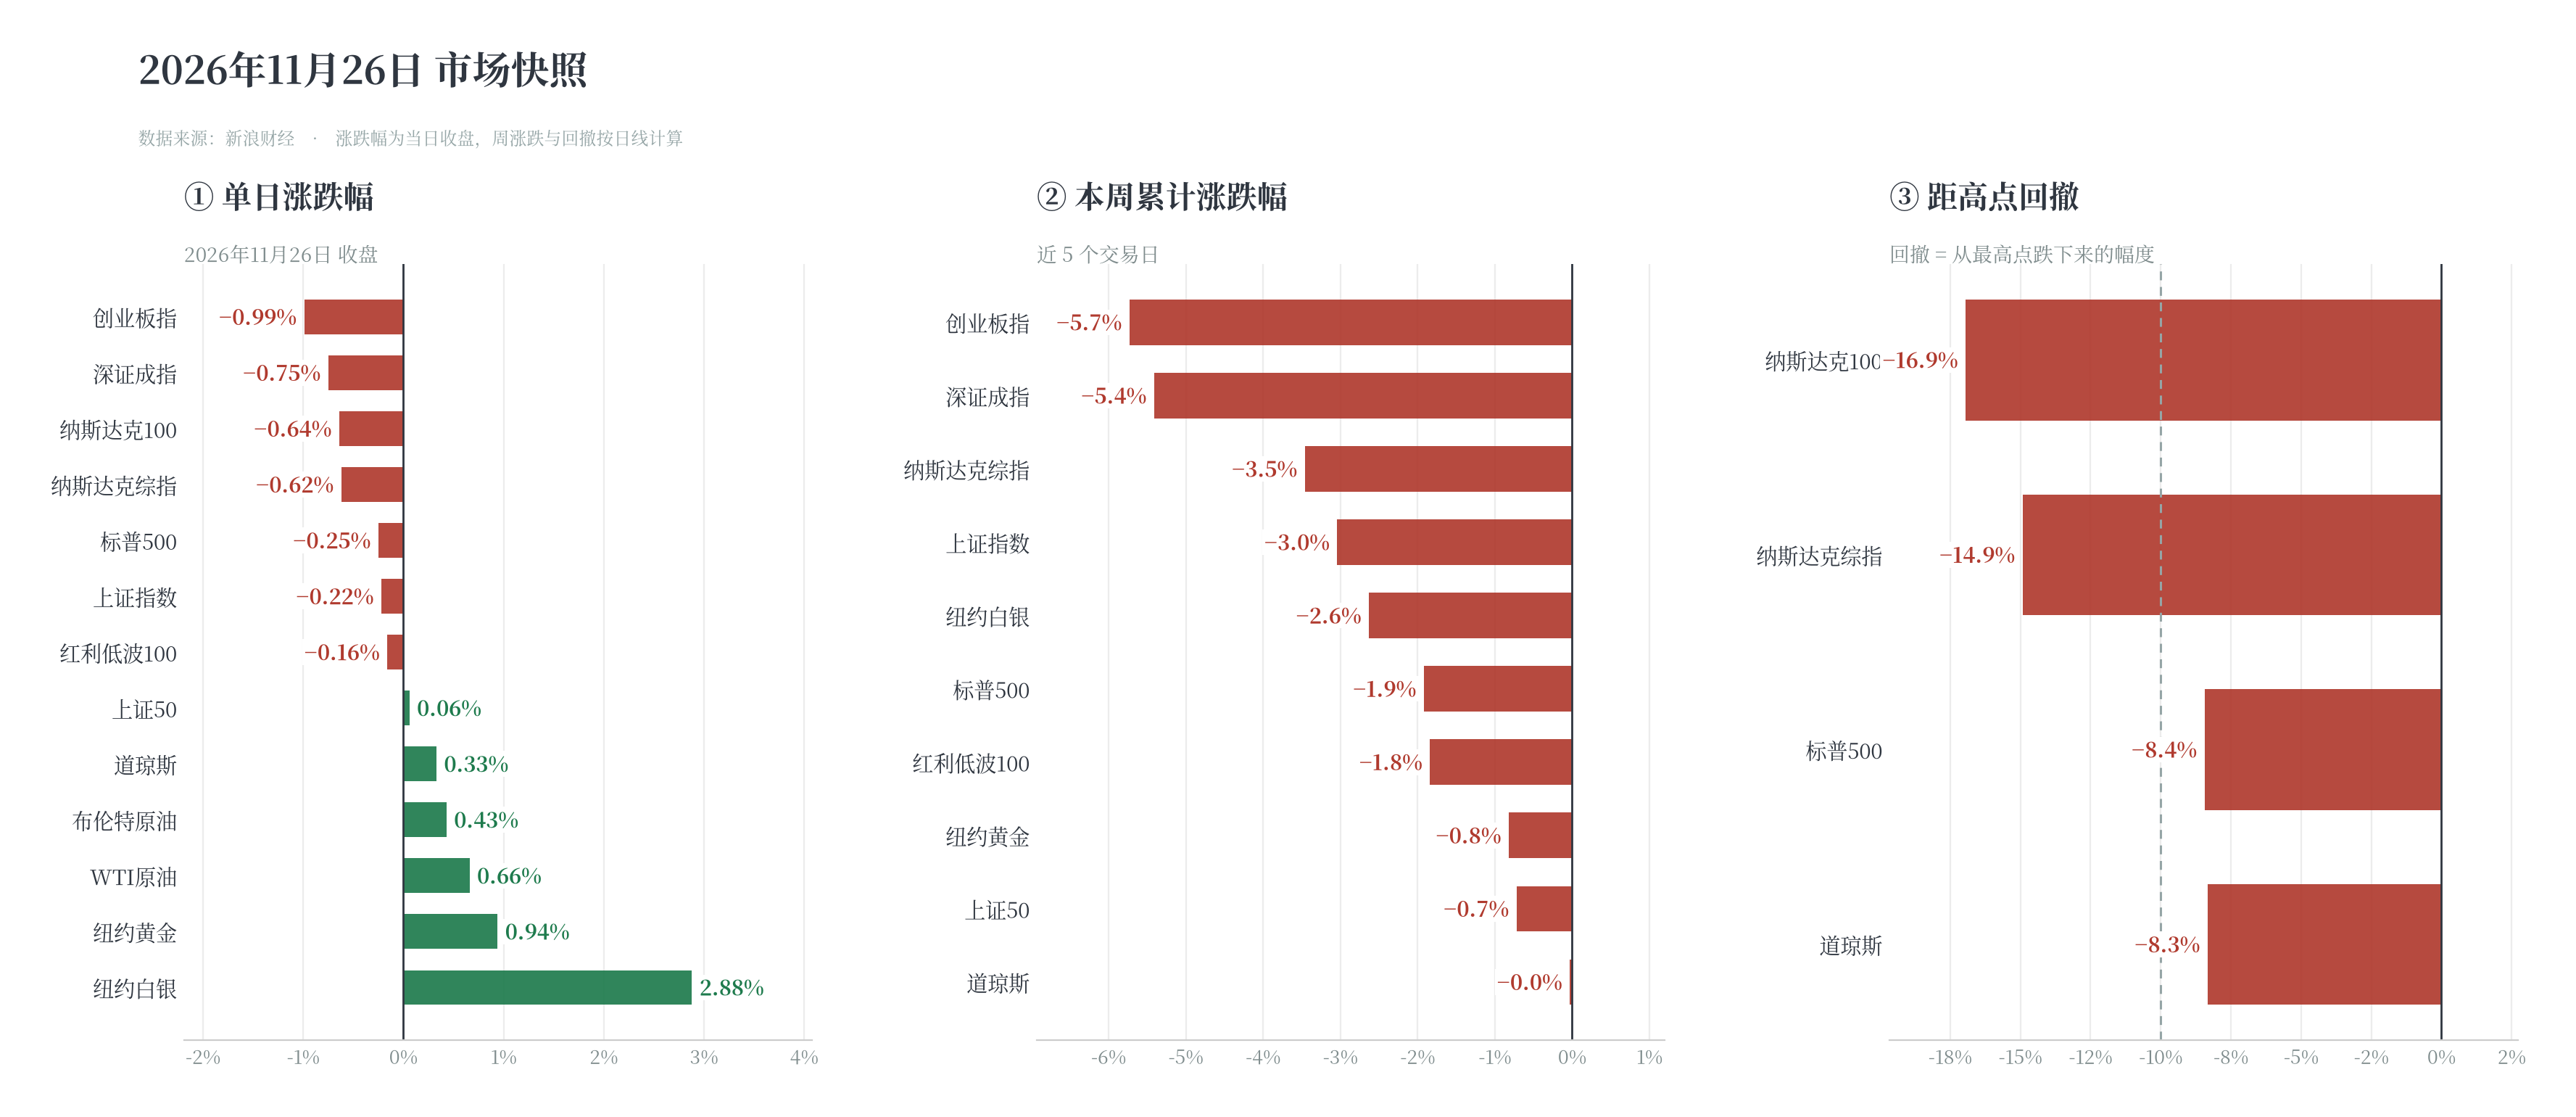 2026年11月26日 市场快照
数据来源：新浪财经 · 涨跌幅为当日收盘，周涨跌与回撤按日线计算
① 单日涨跌幅
2026年11月26日 收盘
创业板指 −0.99%
深证成指 −0.75%
纳斯达克100 −0.64%
纳斯达克综指 −0.62%
标普500 −0.25%
上证指数 −0.22%
红利低波100 −0.16%
上证50 0.06%
道琼斯 0.33%
布伦特原油 0.43%
WTI原油 0.66%
纽约黄金 0.94%
纽约白银 2.88%
-2% -1% 0% 1% 2% 3% 4%
② 本周累计涨跌幅
近 5 个交易日
创业板指 −5.7%
深证成指 −5.4%
纳斯达克综指 −3.5%
上证指数 −3.0%
纽约白银 −2.6%
标普500 −1.9%
红利低波100 −1.8%
纽约黄金 −0.8%
上证50 −0.7%
道琼斯 −0.0%
-6% -5% -4% -3% -2% -1% 0% 1%
③ 距高点回撤
回撤 = 从最高点跌下来的幅度
纳斯达克100 −16.9%
纳斯达克综指 −14.9%
标普500 −8.4%
道琼斯 −8.3%
-18% -15% -12% -10% -8% -5% -2% 0% 2%